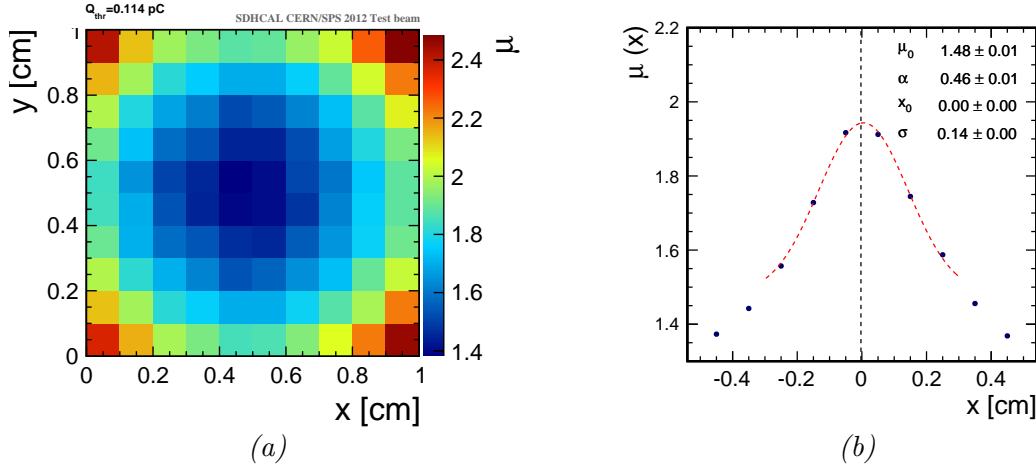 Q_thr=0.114 pC
SDHCAL CERN/SPS 2012 Test beam
y [cm]
1
0.8
0.6
0.4
0.2
0
0 0.2 0.4 0.6 0.8 1
x [cm]
μ
2.4
2.2
2
1.8
1.6
1.4
(a)
μ (x)
2.2
2
1.8
1.6
1.4
μ₀ 1.48 ± 0.01
α 0.46 ± 0.01
x₀ 0.00 ± 0.00
σ 0.14 ± 0.00
-0.4 -0.2 0 0.2 0.4
x [cm]
(b)